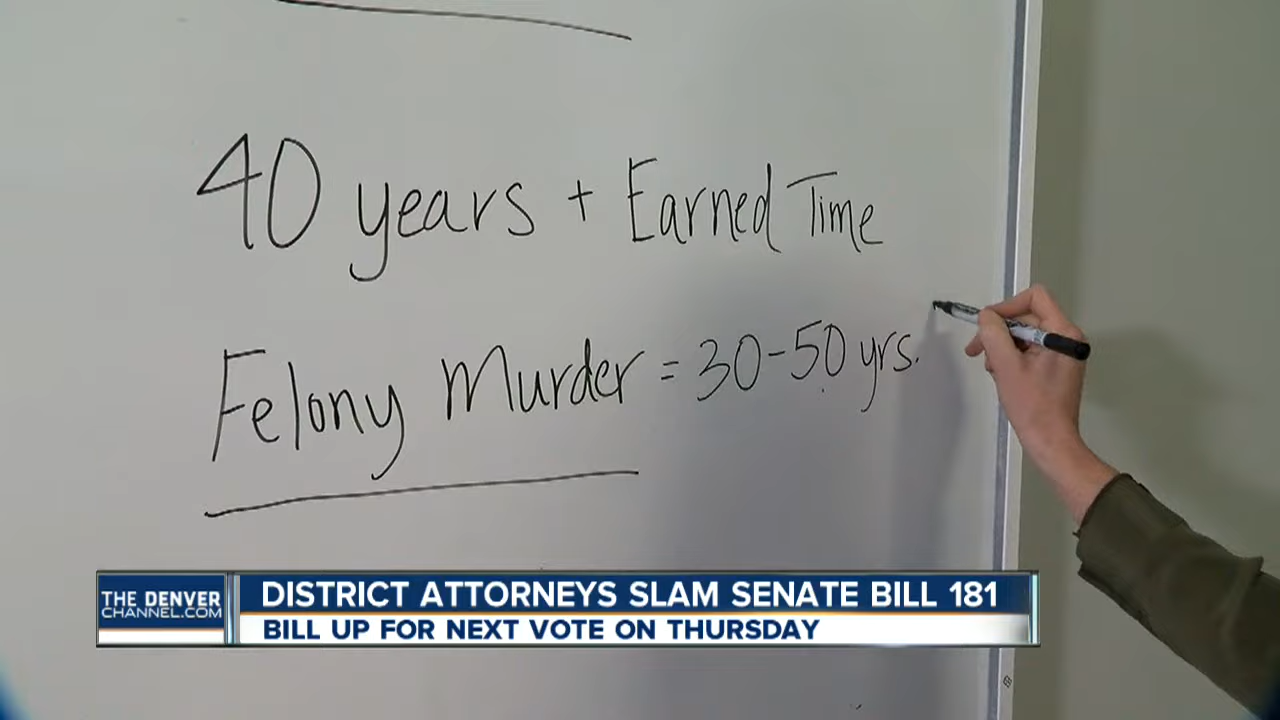 40 years + Earned Time
Felony Murder = 30-50 yrs.
THE DENVER
CHANNEL.COM
DISTRICT ATTORNEYS SLAM SENATE BILL 181
BILL UP FOR NEXT VOTE ON THURSDAY